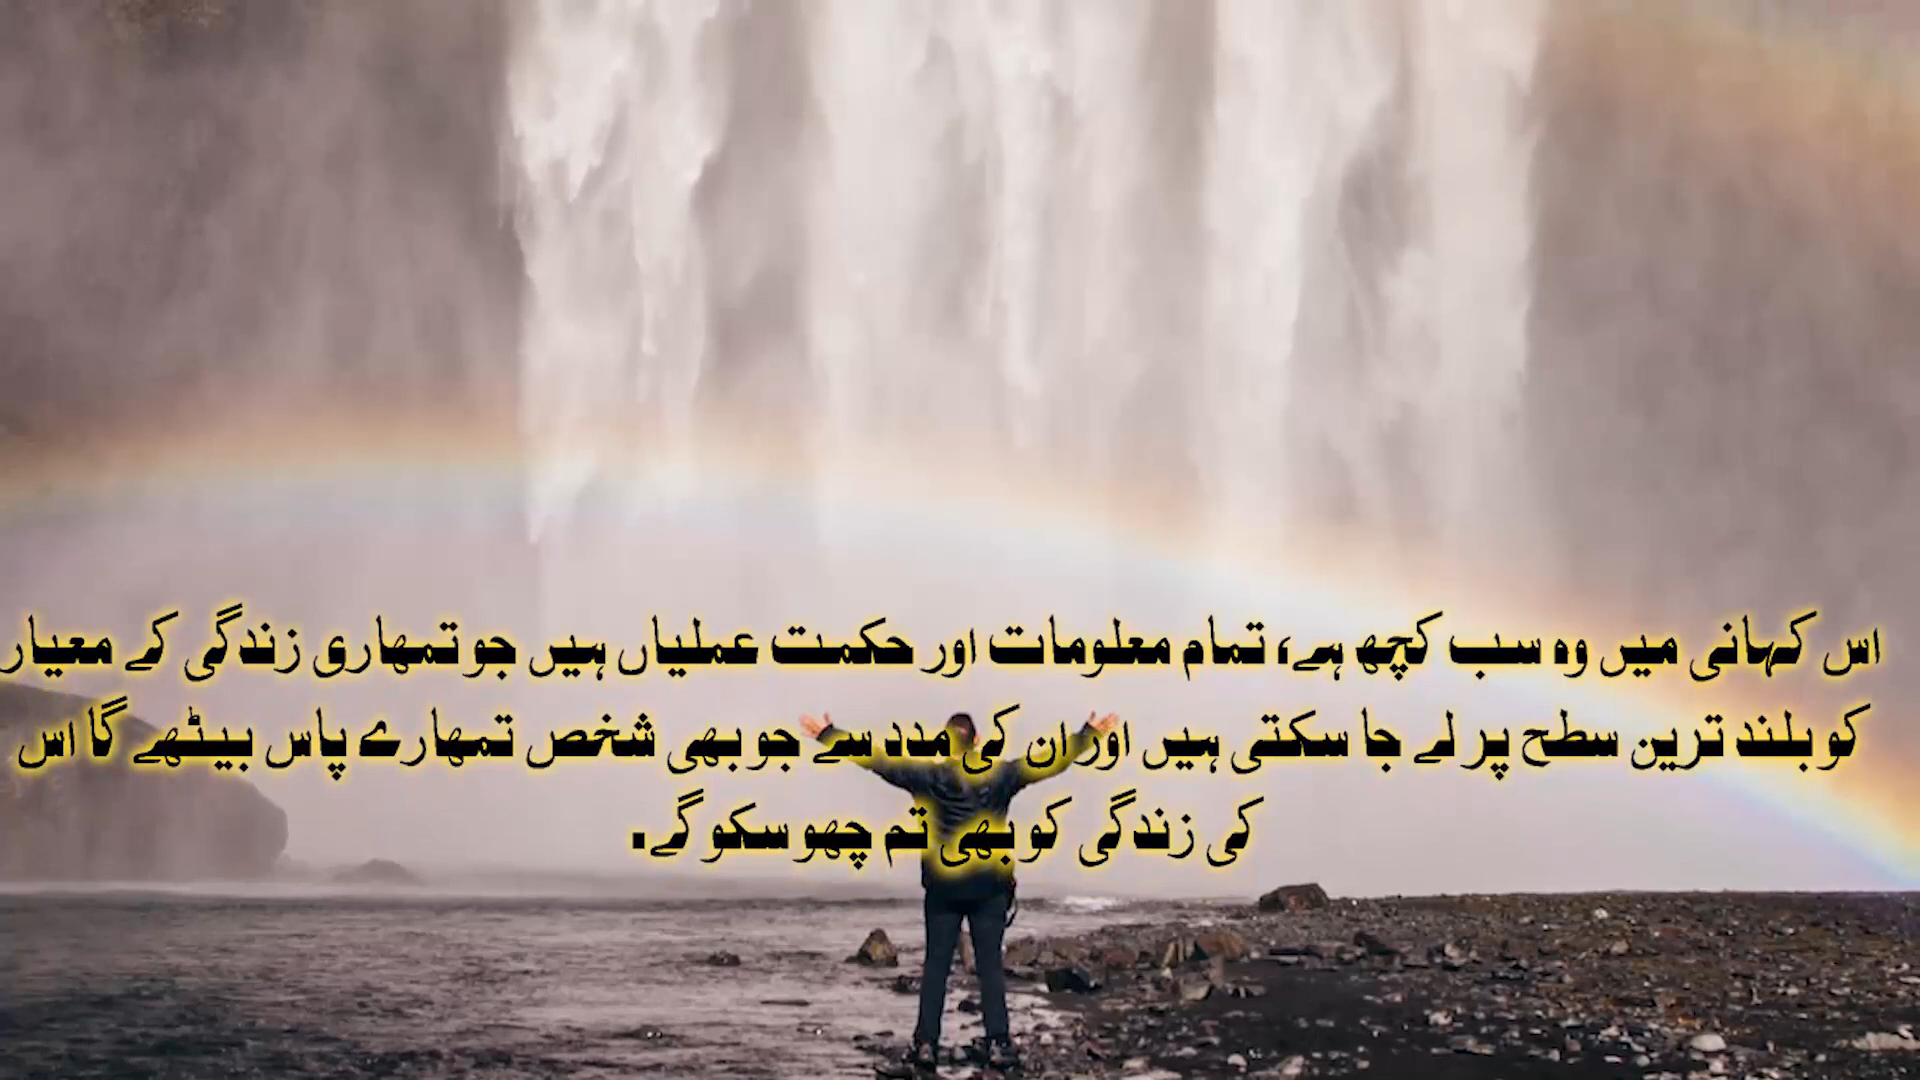 اس کہانی میں وہ سب کچھ ہے، تمام معلومات اور حکمت عملیاں ہیں جو تمھاری زندگی کے معیار
کو بلند ترین سطح پر لے جا سکتی ہیں اور ان کی مدد سے جو بھی شخص تمھارے پاس بیٹھے گا اس
کی زندگی کو بھی تم چھو سکو گے.